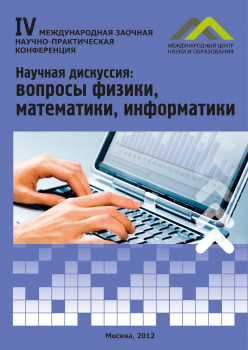 IV МЕЖДУНАРОДНАЯ ЗАОЧНАЯ
НАУЧНО-ПРАКТИЧЕСКАЯ
КОНФЕРЕНЦИЯ
МЕЖДУНАРОДНЫЙ ЦЕНТР
НАУКИ И ОБРАЗОВАНИЯ
Научная дискуссия:
вопросы физики,
математики, информатики
Москва, 2012